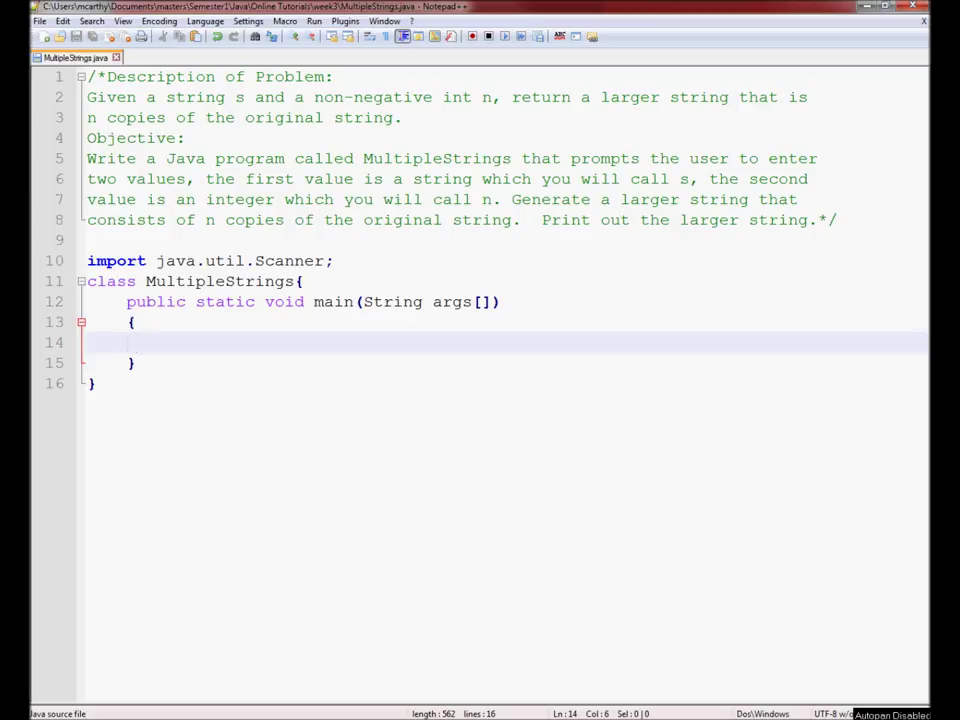 C:\Users\mcarthy\Documents\masters\Semester1\Java\Online Tutorials\week3\MultipleStrings.java - Notepad++
File Edit Search View Encoding Language Settings Macro Run Plugins Window ? X
MultipleStrings.java
1 /*Description of Problem:
2 Given a string s and a non-negative int n, return a larger string that is
3 n copies of the original string.
4 Objective:
5 Write a Java program called MultipleStrings that prompts the user to enter
6 two values, the first value is a string which you will call s, the second
7 value is an integer which you will call n. Generate a larger string that
8 consists of n copies of the original string.  Print out the larger string.*/
9
10 import java.util.Scanner;
11 class MultipleStrings{
12 public static void main(String args[])
13 {
14
15 }
16 }
Java source file length : 562 lines : 16 Ln : 14 Col : 6 Sel : 0 | 0 Dos\Windows UTF-8 w/o
Autopan Disabled